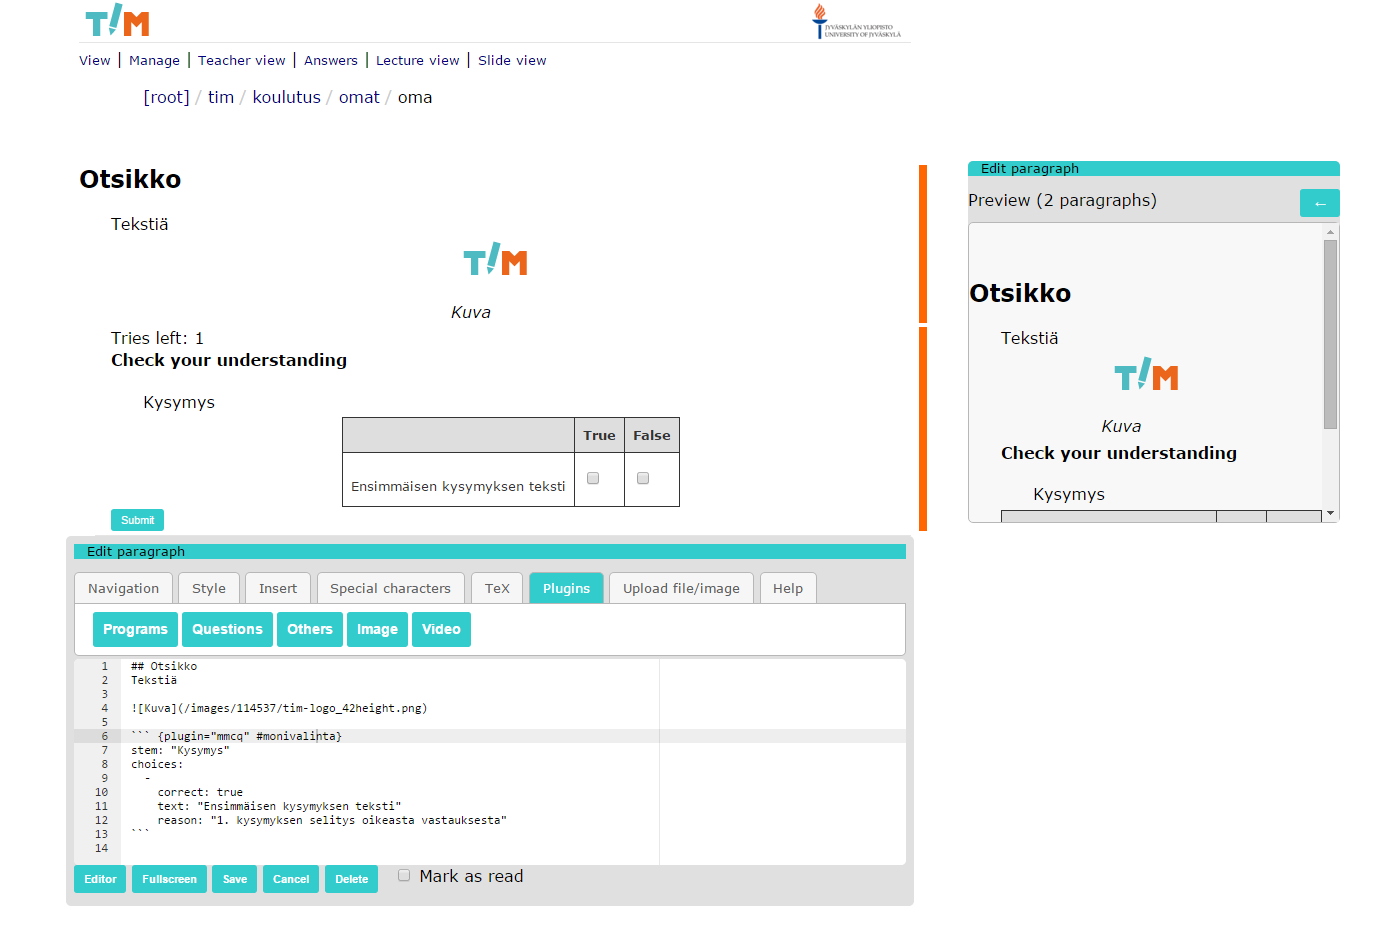 TIM
JYVÄSKYLÄN YLIOPISTO
UNIVERSITY OF JYVÄSKYLÄ
View | Manage | Teacher view | Answers | Lecture view | Slide view
[root] / tim / koulutus / omat / oma
Otsikko
Tekstiä
TIM
Kuva
Tries left: 1
Check your understanding
Kysymys
True False
Ensimmäisen kysymyksen teksti
Submit
Edit paragraph
Preview (2 paragraphs) ←
Otsikko
Tekstiä
TIM
Kuva
Check your understanding
Kysymys
Edit paragraph
Navigation Style Insert Special characters TeX Plugins Upload file/image Help
Programs Questions Others Image Video
1 ## Otsikko
2 Tekstiä
3
4 ![Kuva](/images/114537/tim-logo_42height.png)
5
6 ``` {plugin="mmcq" #monivalinta}
7 stem: "Kysymys"
8 choices:
9   -
10     correct: true
11     text: "Ensimmäisen kysymyksen teksti"
12     reason: "1. kysymyksen selitys oikeasta vastauksesta"
13 ```
14
Editor Fullscreen Save Cancel Delete Mark as read